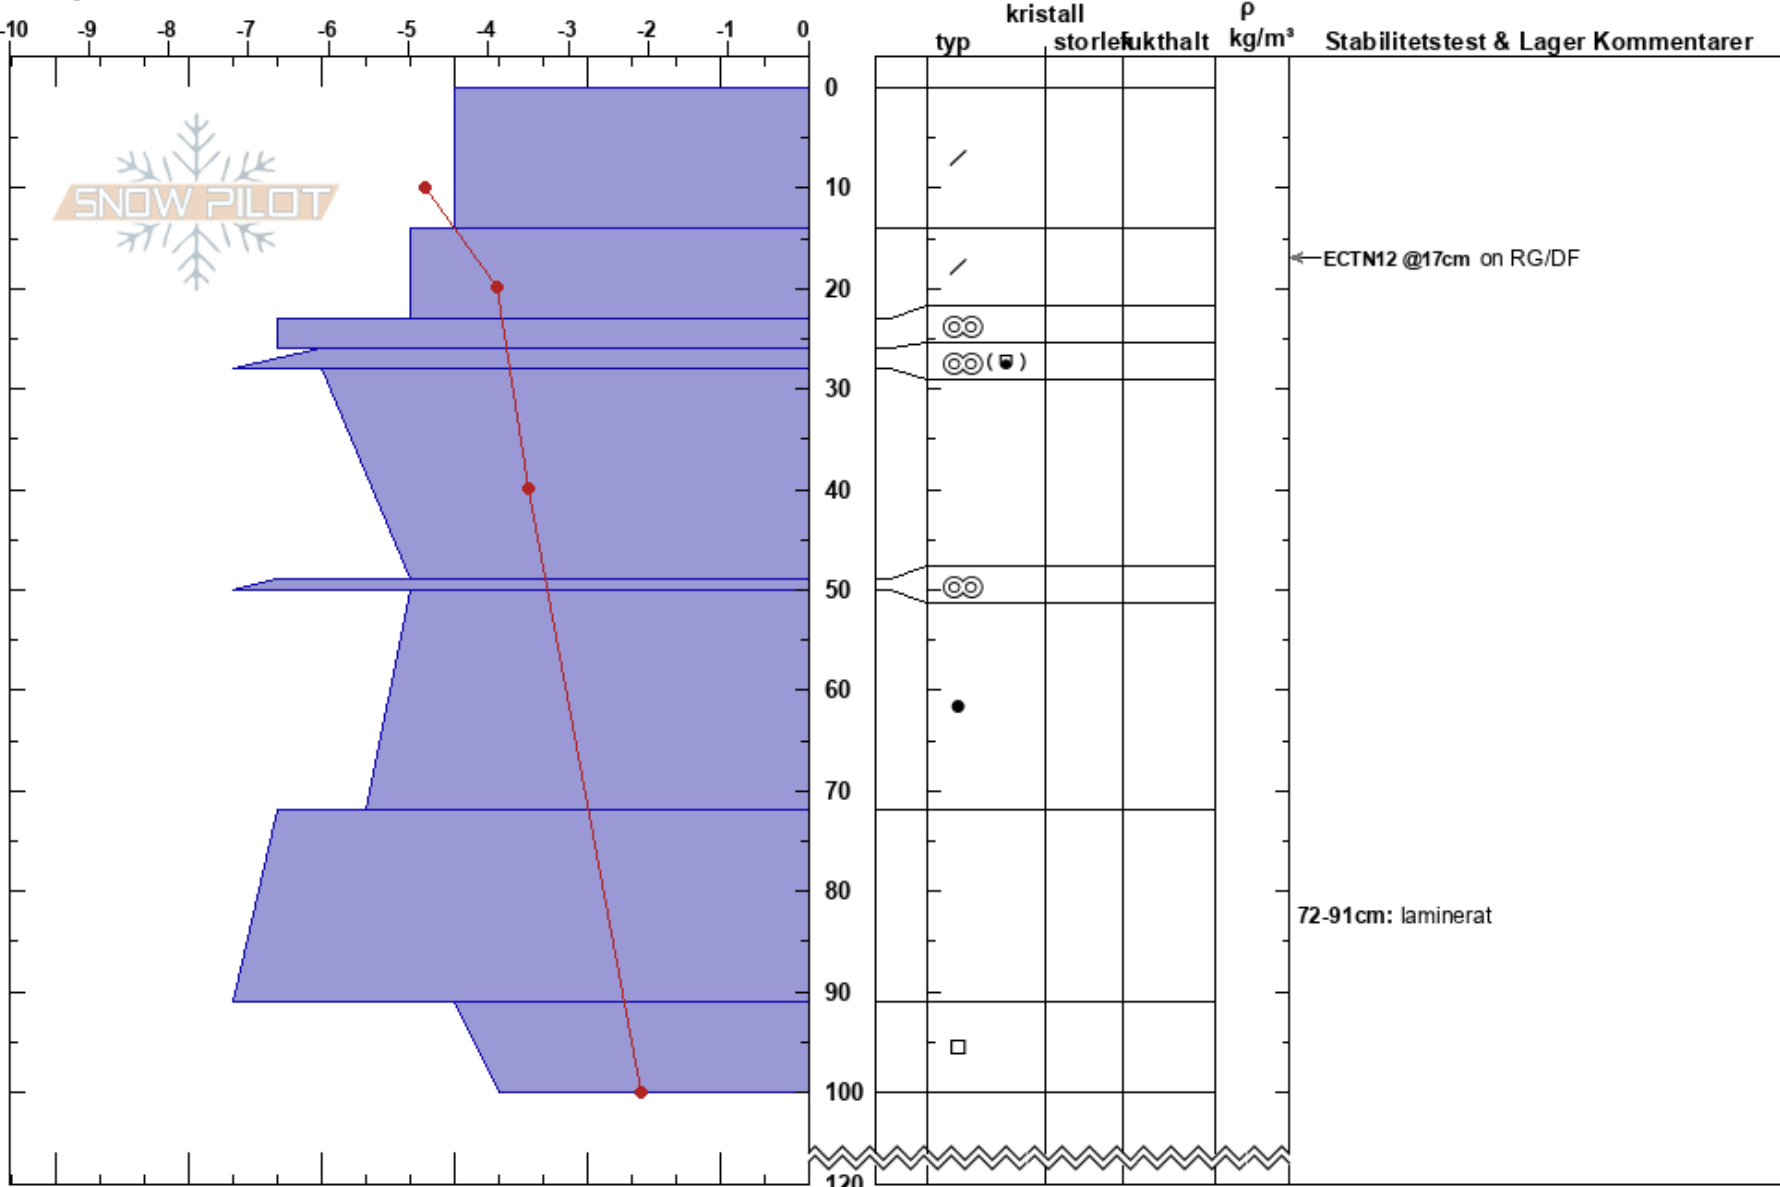 -10 -9 -8 -7 -6 -5 -4 -3 -2 -1 0
kristall
ρ
typ storlek fukthalt kg/m³ Stabilitetstest & Lager Kommentarer
0
SNOW PILOT
10
ECTN12 @17cm on RG/DF
20
30
40
50
60
70
80
72-91cm: laminerat
90
100
120